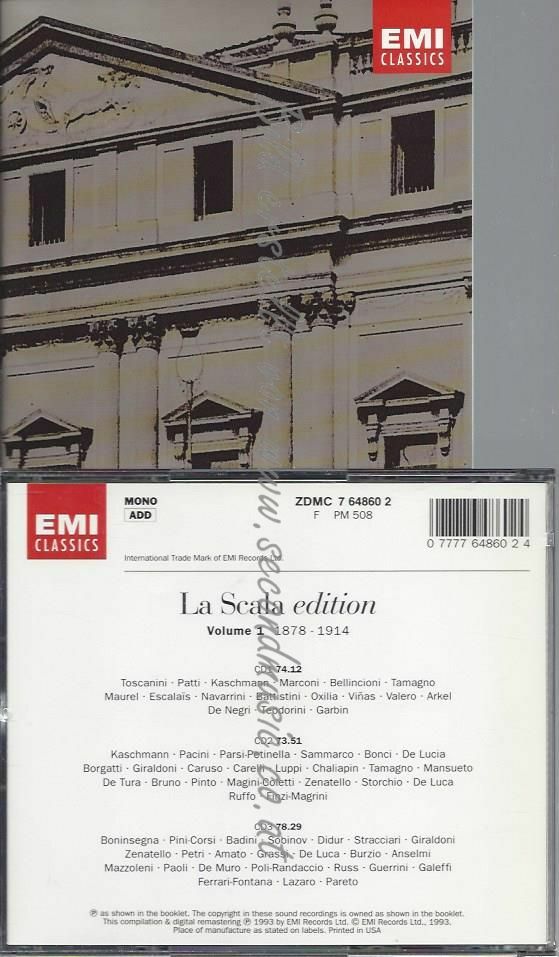 EMI
CLASSICS
EMI
CLASSICS
MONO
ADD
ZDMC 7 64860 2
F PM 508
0 7777 64860 2 4
International Trade Mark of EMI Records Ltd.
La Scala edition
Volume 1 1878 - 1914
CD1 74.12
Toscanini · Patti · Kaschmann · Marconi · Bellincioni · Tamagno
Maurel · Escalaïs · Navarrini · Battistini · Oxilia · Viñas · Valero · Arkel
De Negri · Teodorini · Garbin
CD2 73.51
Kaschmann · Pacini · Parsi-Petinella · Sammarco · Bonci · De Lucia
Borgatti · Giraldoni · Caruso · Carelli · Luppi · Chaliapin · Tamagno · Mansueto
De Tura · Bruno · Pinto · Magini-Coletti · Zenatello · Storchio · De Luca
Ruffo · Finzi-Magrini
CD3 78.29
Boninsegna · Pini-Corsi · Badini · Sobinov · Didur · Stracciari · Giraldoni
Zenatello · Petri · Amato · Grassi · De Luca · Burzio · Anselmi
Mazzoleni · Paoli · De Muro · Poli-Randaccio · Russ · Guerrini · Galeffi
Ferrari-Fontana · Lazaro · Pareto
℗ as shown in the booklet. The copyright in these sound recordings is owned as shown in the booklet.
This compilation & digital remastering ℗ 1993 by EMI Records Ltd. © EMI Records Ltd., 1993.
Place of manufacture as stated on labels. Printed in USA
www.secondmusic.co.at